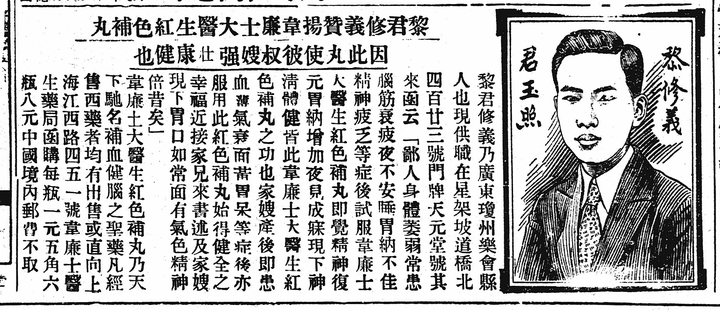 黎君修義贊揚韋廉士大醫生紅色補丸
因此丸使彼叔嫂强壯康健也
黎修義
君玉照
黎君修義乃廣東瓊州樂會縣
人也現供職在星架坡道橋北
四百廿三號門牌天元堂號其
來函云「鄙人身體萎弱常患
腦筋衰疲夜不安睡胃納不佳
精神疲乏等症後試服韋廉士
大醫生紅色補丸即覺精神復
元胃納增加夜見成寐現下神
淸體健皆此韋廉士大醫生紅
色補丸之功也家嫂產後即患
血薄氣衰面黃胃呆等症後亦
服用此紅色補丸始得健全之
幸福近接家兄來書述及家嫂
現下胃口如常面有氣色精神
倍昔矣」
韋廉士大醫生紅色補丸乃天
下馳名補血健腦之聖藥凡經
售西藥者均有出售或直向上
海江西路四五一號韋廉士醫
生藥局函購每瓶一元五角六
瓶八元中國境內郵費不取